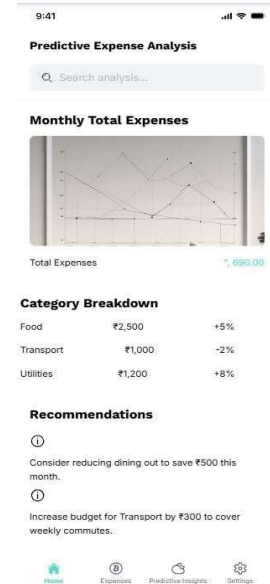 9:41
Predictive Expense Analysis
Search analysis...
Monthly Total Expenses
Total Expenses 690.00
Category Breakdown
Food ₹2,500 +5%
Transport ₹1,000 -2%
Utilities ₹1,200 +8%
Recommendations
Consider reducing dining out to save ₹500 this
month.
Increase budget for Transport by ₹300 to cover
weekly commutes.
Home Expenses Predictive Insights Settings